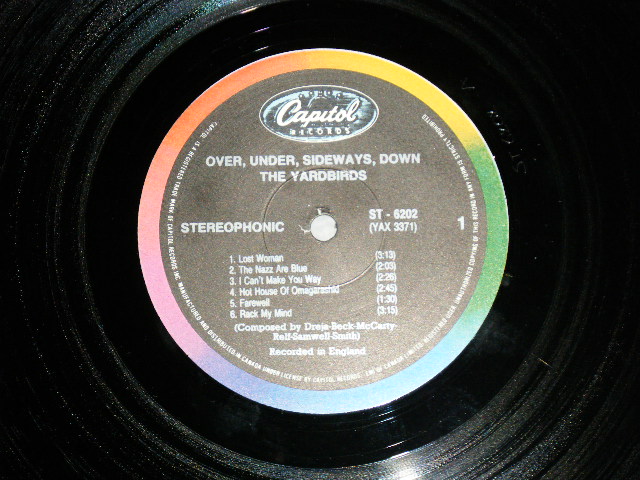 Capitol
RECORDS
OVER, UNDER, SIDEWAYS, DOWN
THE YARDBIRDS
STEREOPHONIC
ST - 6202
(YAX 3371)
1
1. Lost Woman (3:13)
2. The Nazz Are Blue (2:03)
3. I Can't Make You Way (2:26)
4. Hot House Of Omagarashid (2:45)
5. Farewell (1:30)
6. Rack My Mind (3:15)
(Composed by Dreja-Beck-McCarty-
Relf-Samwell-Smith)
Recorded in England